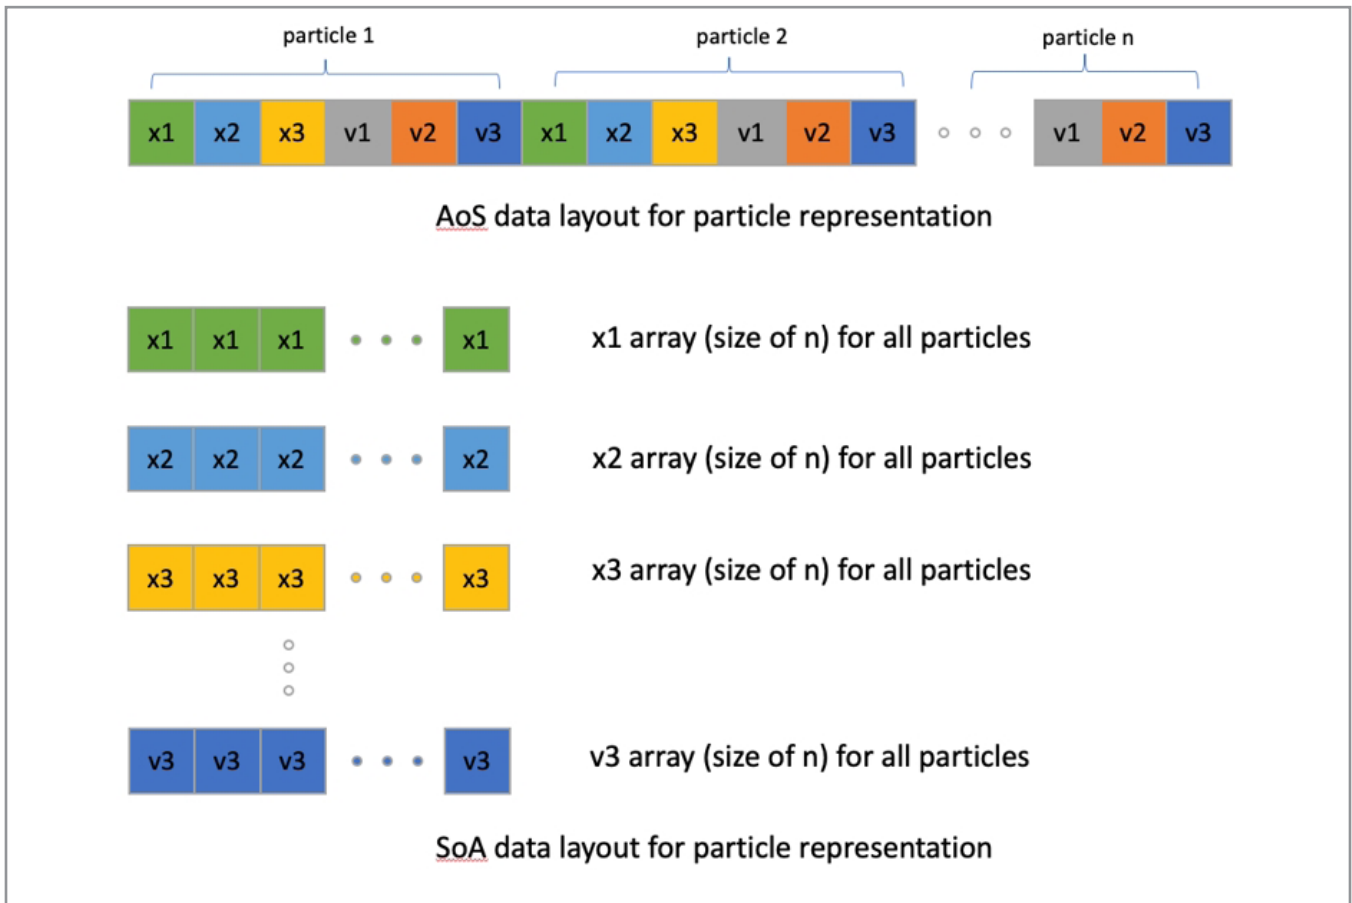 particle 1 particle 2 particle n
x1 x2 x3 v1 v2 v3 x1 x2 x3 v1 v2 v3 v1 v2 v3
AoS data layout for particle representation
x1 x1 x1 x1 x1 array (size of n) for all particles
x2 x2 x2 x2 x2 array (size of n) for all particles
x3 x3 x3 x3 x3 array (size of n) for all particles
v3 v3 v3 v3 v3 array (size of n) for all particles
SoA data layout for particle representation